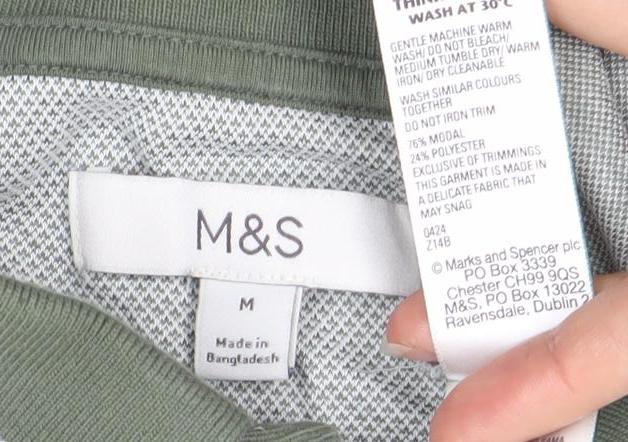 M&S
M
Made in
Bangladesh
WASH AT 30°C
GENTLE MACHINE WARM
WASH/ DO NOT BLEACH/
MEDIUM TUMBLE DRY/ WARM
IRON/ DRY CLEANABLE
WASH SIMILAR COLOURS
TOGETHER
DO NOT IRON TRIM
76% MODAL
24% POLYESTER
EXCLUSIVE OF TRIMMINGS
THIS GARMENT IS MADE IN
A DELICATE FABRIC THAT
MAY SNAG
0424
Z14B
© Marks and Spencer plc
PO Box 3339
Chester CH99 9QS
M&S, PO Box 13022
Ravensdale, Dublin 2